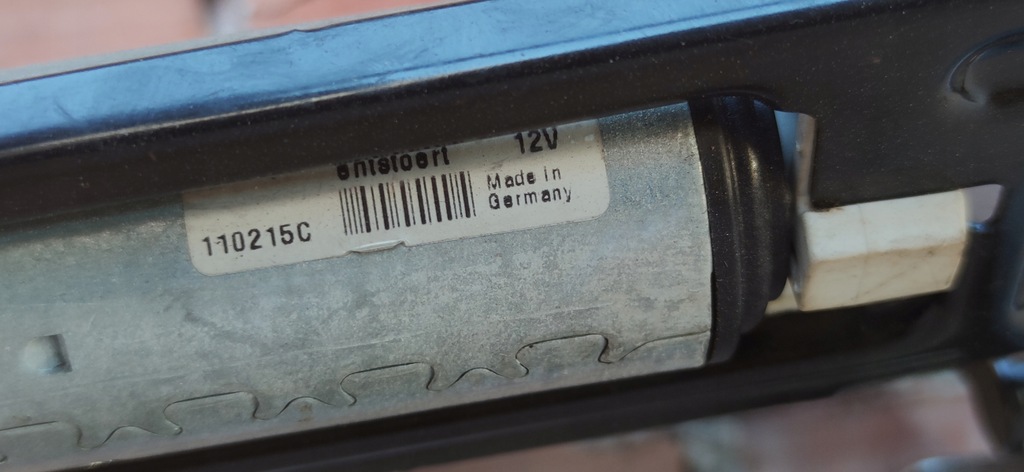 entstoert 12V
Made in
Germany
110215C